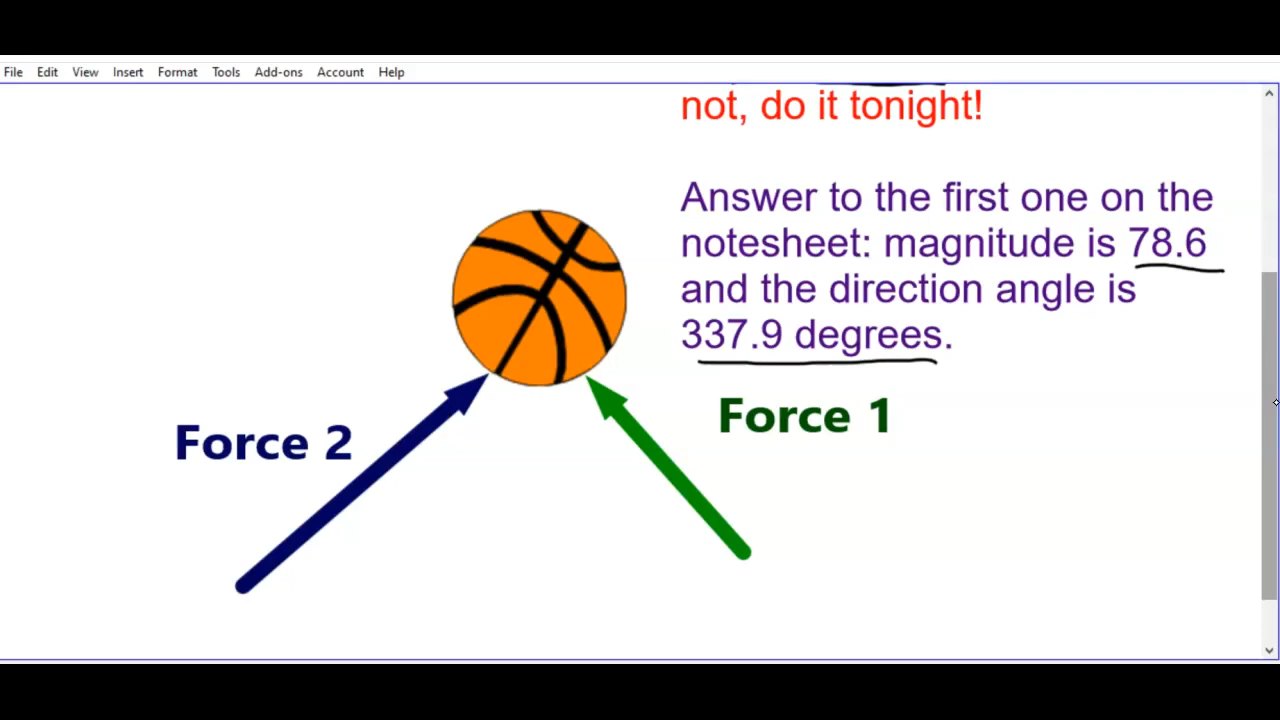 File Edit View Insert Format Tools Add-ons Account Help
not, do it tonight!
Answer to the first one on the
notesheet: magnitude is 78.6
and the direction angle is
337.9 degrees.
Force 1
Force 2